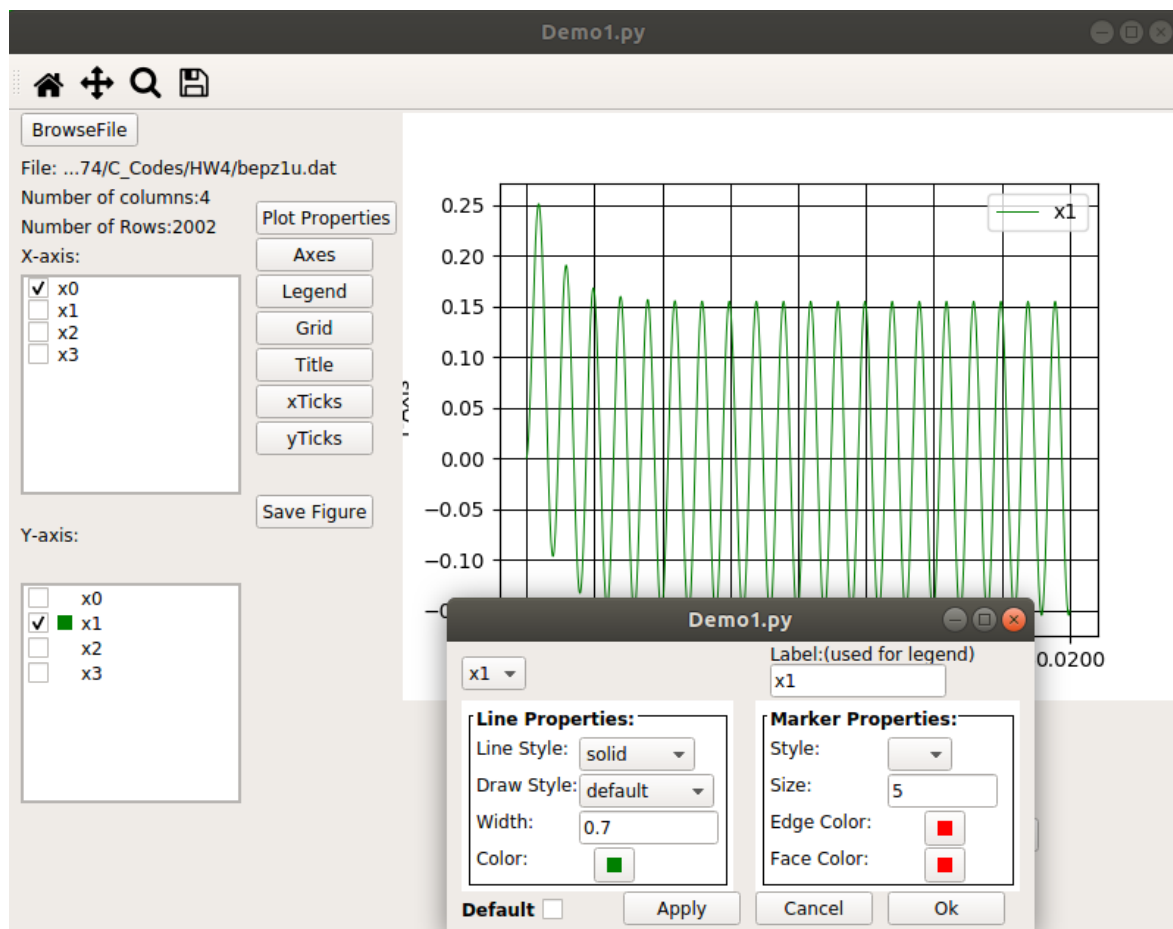 Demo1.py
BrowseFile
File: ...74/C_Codes/HW4/bepz1u.dat
Number of columns:4
Number of Rows:2002
X-axis:
x0
x1
x2
x3
Plot Properties
Axes
Legend
Grid
Title
xTicks
yTicks
Save Figure
Y-axis:
x0
x1
x2
x3
0.25
0.20
0.15
0.10
0.05
0.00
−0.05
−0.10
x1
0.0200
Demo1.py
x1
Label:(used for legend)
x1
Line Properties:
Line Style: solid
Draw Style: default
Width: 0.7
Color:
Marker Properties:
Style:
Size: 5
Edge Color:
Face Color:
Default
Apply
Cancel
Ok